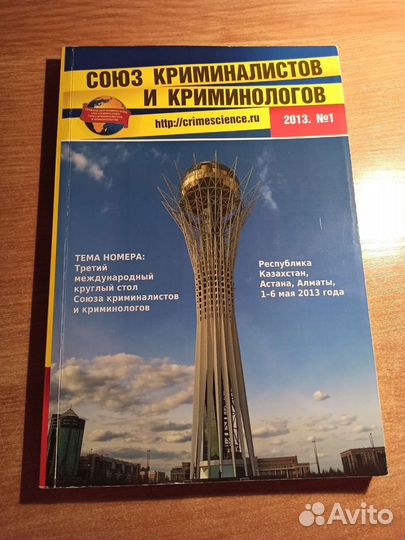 СОЮЗ КРИМИНАЛИСТОВ
И КРИМИНОЛОГОВ
http://crimescience.ru
2013. №1
ТЕМА НОМЕРА:
Третий
международный
круглый стол
Союза криминалистов
и криминологов
Республика
Казахстан,
Астана, Алматы,
1-6 мая 2013 года
Avito